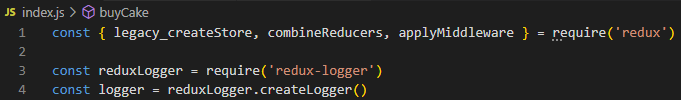 JS index.js > buyCake
1 const { legacy_createStore, combineReducers, applyMiddleware } = require('redux')
2
3 const reduxLogger = require('redux-logger')
4 const logger = reduxLogger.createLogger()